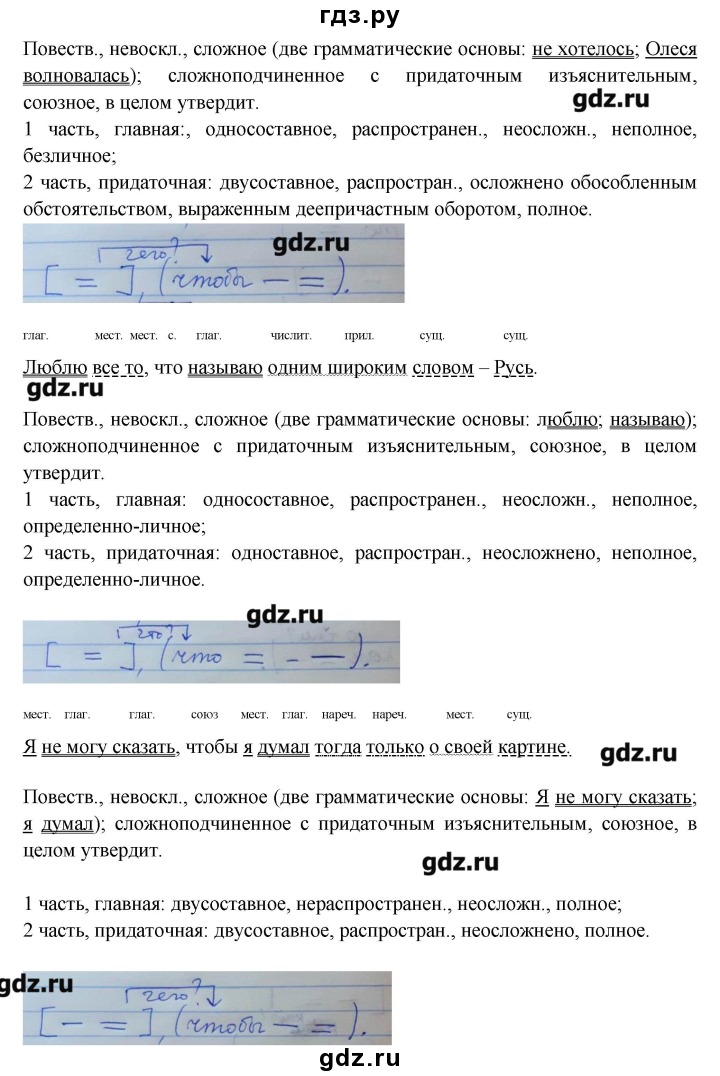 гдз.ру
Повеств., невоскл., сложное (две грамматические основы: не хотелось; Олеся
волновалась); сложноподчиненное с придаточным изъяснительным,
союзное, в целом утвердит.
gdz.ru
1 часть, главная:, односоставное, распространен., неосложн., неполное,
безличное;
2 часть, придаточная: двусоставное, распростран., осложнено обособленным
обстоятельством, выраженным деепричастным оборотом, полное.
gdz.ru
чего?
[ = ], (чтобы – =).
глаг. мест. мест. с. глаг. числит. прил. сущ. сущ.
Люблю все то, что называю одним широким словом – Русь.
gdz.ru
Повеств., невоскл., сложное (две грамматические основы: люблю; называю);
сложноподчиненное с придаточным изъяснительным, союзное, в целом
утвердит.
1 часть, главная: односоставное, распространен., неосложн., неполное,
определенно-личное;
2 часть, придаточная: одноставное, распростран., неосложнено, неполное,
определенно-личное.
gdz.ru
что?
[ = ], (что = - —).
мест. глаг. глаг. союз мест. глаг. нареч. нареч. мест. сущ.
Я не могу сказать, чтобы я думал тогда только о своей картине.
gdz.ru
Повеств., невоскл., сложное (две грамматические основы: Я не могу сказать;
я думал); сложноподчиненное с придаточным изъяснительным, союзное, в
целом утвердит.
gdz.ru
1 часть, главная: двусоставное, нераспространен., неосложн., полное;
2 часть, придаточная: двусоставное, распростран., неосложнено, полное.
gdz.ru
чего?
[ – = ], (чтобы – =).
gdz.ru